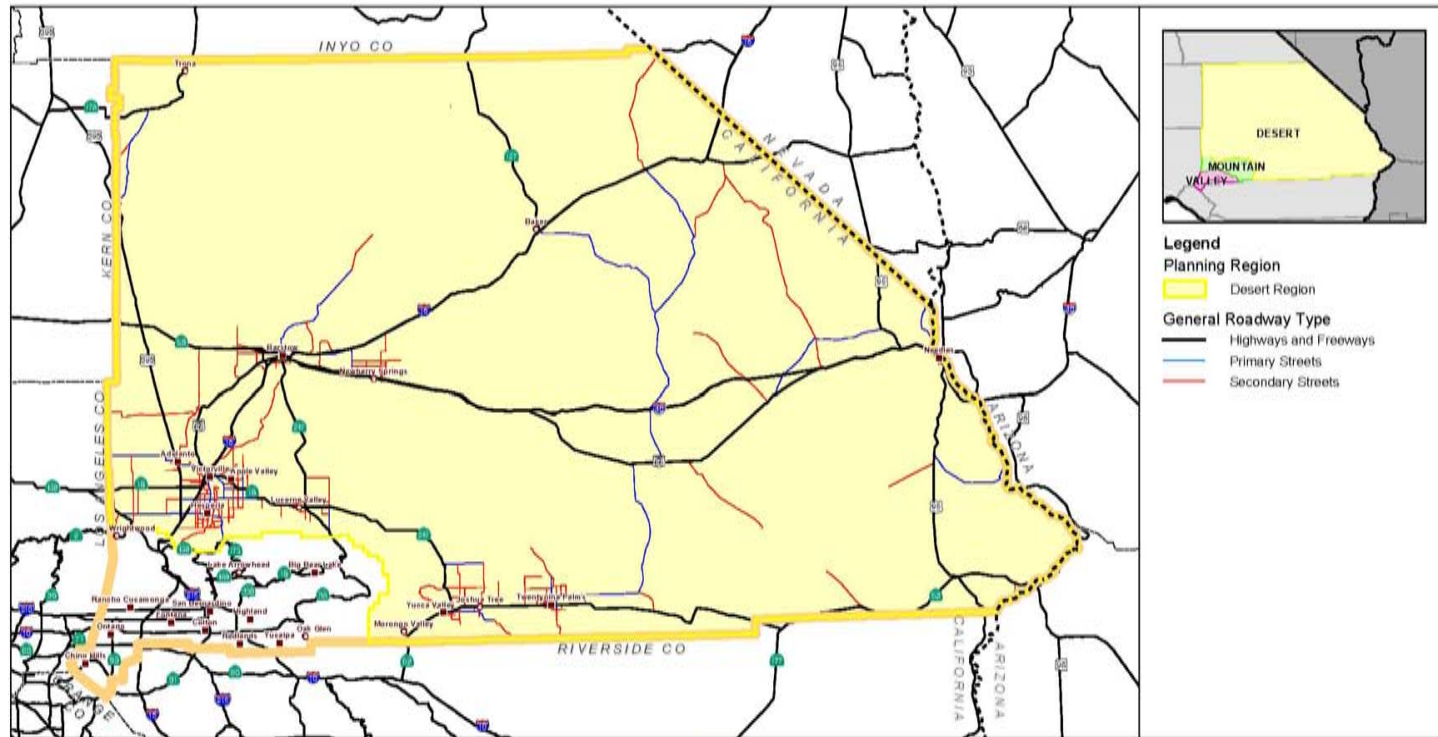 INYO CO
Trona
KERN CO
NEVADA
CALIFORNIA
Baker
Barstow
Newberry Springs
Needles
LOS ANGELES CO
ARIZONA
Adelanto
Victorville
Apple Valley
Hesperia
Lucerne Valley
Wrightwood
Lake Arrowhead
Big Bear Lake
Rancho Cucamonga
San Bernardino
Highland
Fontana
Ontario
Colton
Redlands
Yucaipa
Oak Glen
Chino Hills
Yucca Valley
Joshua Tree
Twentynine Palms
Morongo Valley
RIVERSIDE CO
ORANGE CO
CALIFORNIA
ARIZONA
DESERT
MOUNTAIN
VALLEY
Legend
Planning Region
Desert Region
General Roadway Type
Highways and Freeways
Primary Streets
Secondary Streets